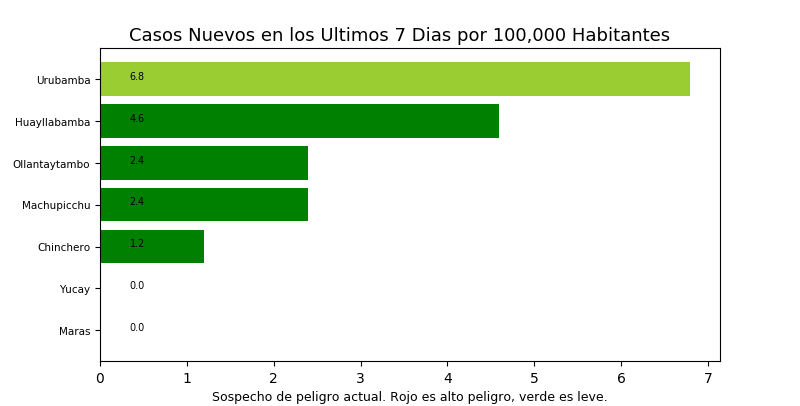 Casos Nuevos en los Ultimos 7 Dias por 100,000 Habitantes
Urubamba 6.8
Huayllabamba 4.6
Ollantaytambo 2.4
Machupicchu 2.4
Chinchero 1.2
Yucay 0.0
Maras 0.0
0 1 2 3 4 5 6 7
Sospecho de peligro actual. Rojo es alto peligro, verde es leve.